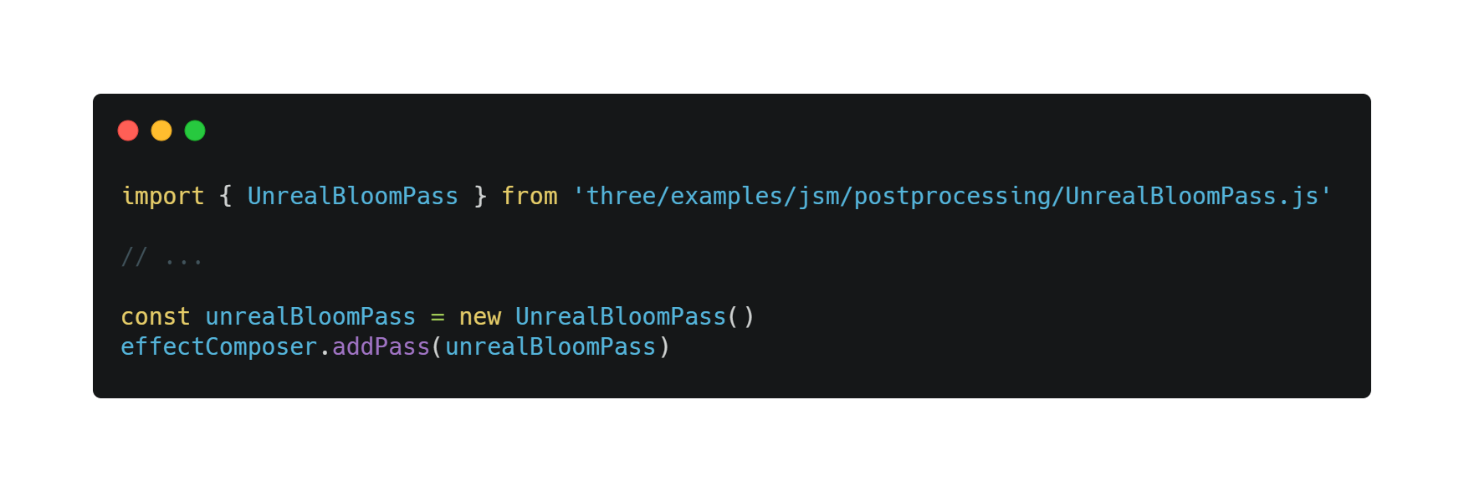 import { UnrealBloomPass } from 'three/examples/jsm/postprocessing/UnrealBloomPass.js'
// ...
const unrealBloomPass = new UnrealBloomPass()
effectComposer.addPass(unrealBloomPass)